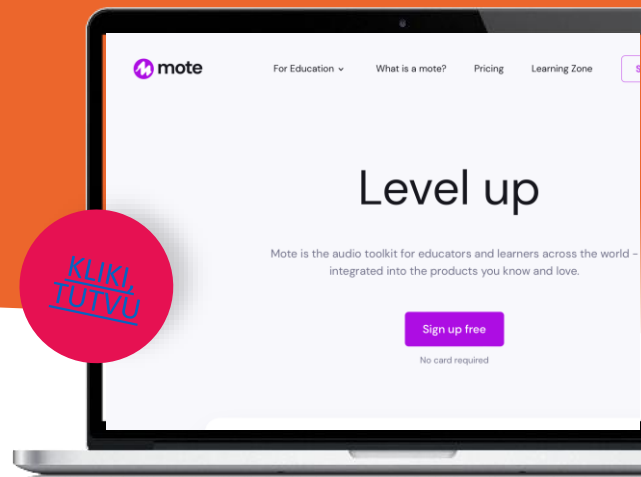 mote
For Education What is a mote? Pricing Learning Zone
Level up
Mote is the audio toolkit for educators and learners across the world -
integrated into the products you know and love.
Sign up free
No card required
KLIKI,
TUTVU